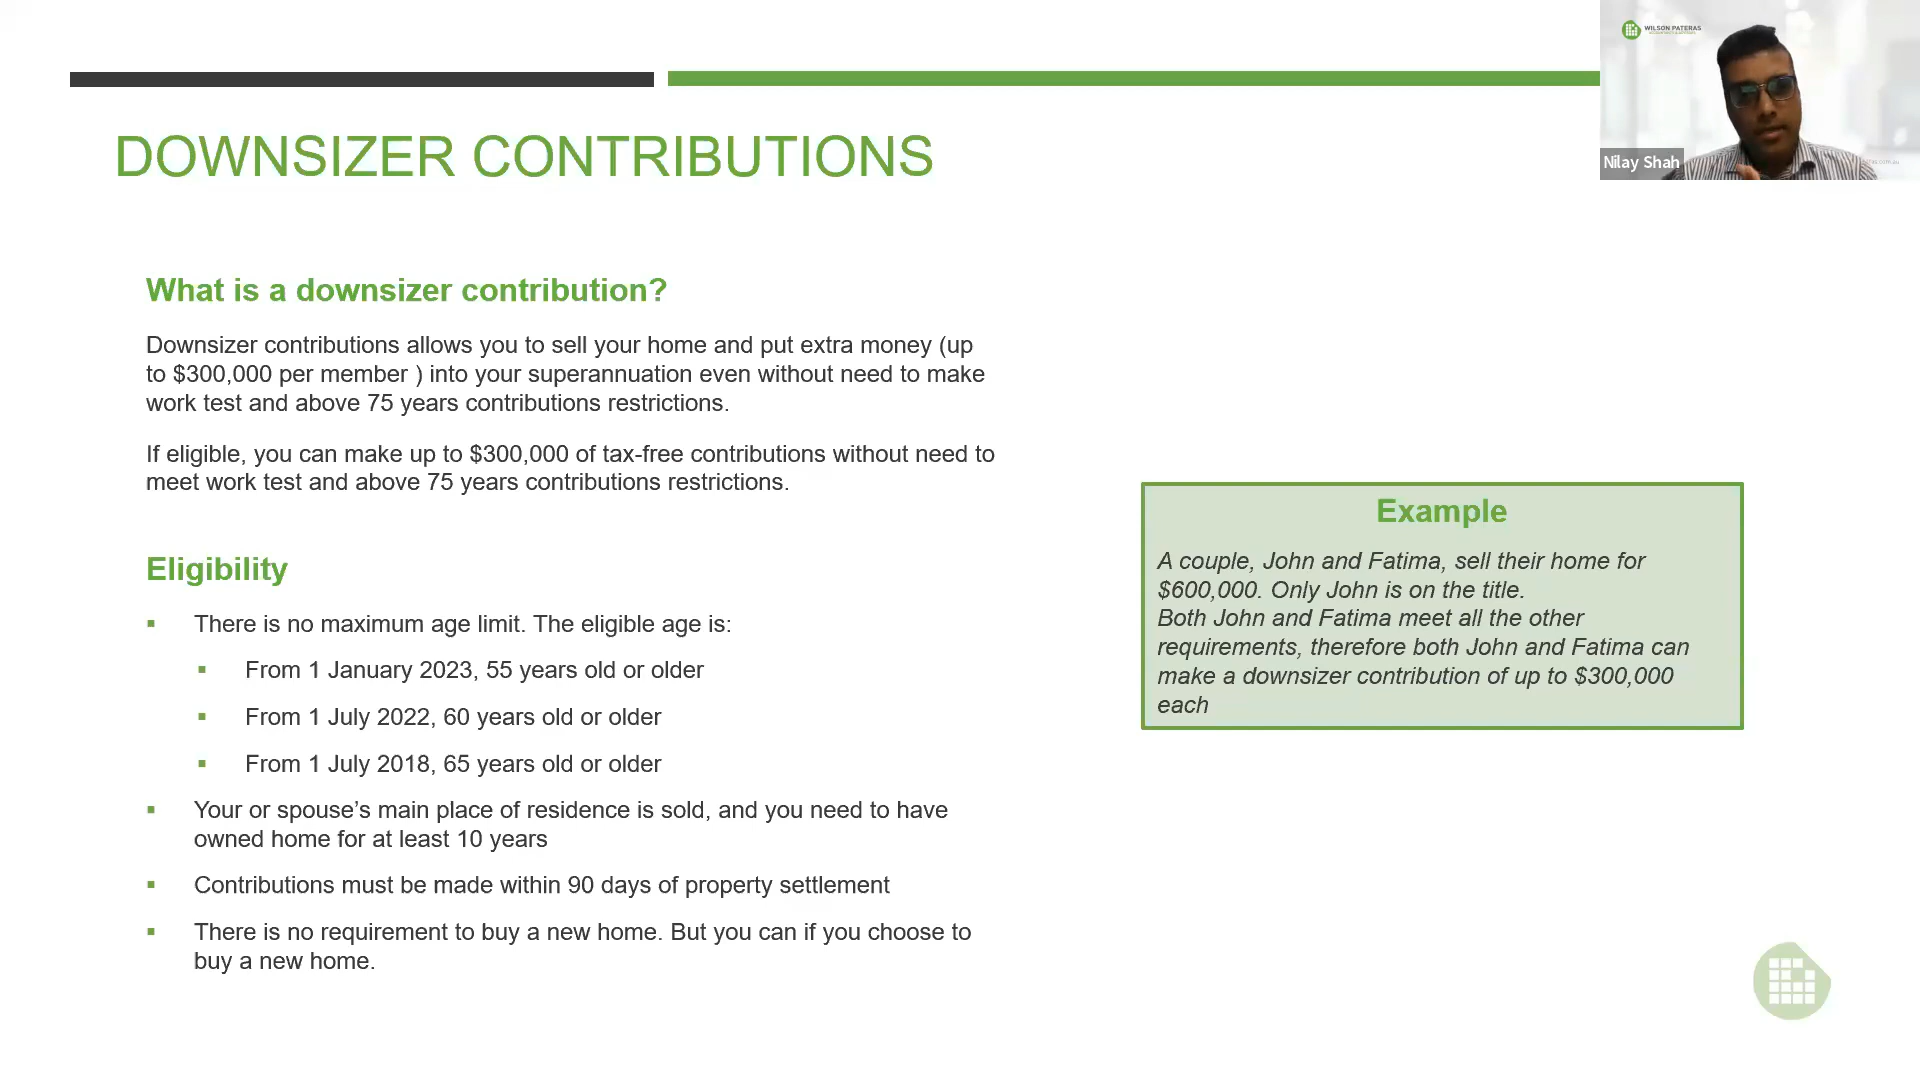 WILSON PATERAS
Nilay Shah
DOWNSIZER CONTRIBUTIONS
What is a downsizer contribution?
Downsizer contributions allows you to sell your home and put extra money (up
to $300,000 per member ) into your superannuation even without need to make
work test and above 75 years contributions restrictions.
If eligible, you can make up to $300,000 of tax-free contributions without need to
meet work test and above 75 years contributions restrictions.
Eligibility
▪ There is no maximum age limit. The eligible age is:
▪ From 1 January 2023, 55 years old or older
▪ From 1 July 2022, 60 years old or older
▪ From 1 July 2018, 65 years old or older
▪ Your or spouse’s main place of residence is sold, and you need to have
owned home for at least 10 years
▪ Contributions must be made within 90 days of property settlement
▪ There is no requirement to buy a new home. But you can if you choose to
buy a new home.
Example
A couple, John and Fatima, sell their home for
$600,000. Only John is on the title.
Both John and Fatima meet all the other
requirements, therefore both John and Fatima can
make a downsizer contribution of up to $300,000
each